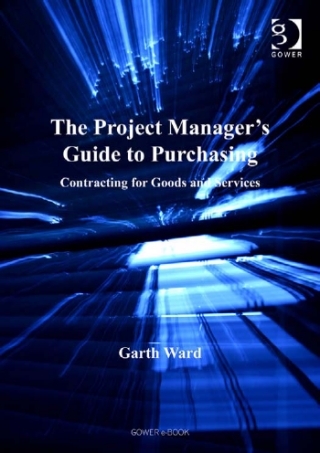 GOWER
The Project Manager's
Guide to Purchasing
Contracting for Goods and Services
Garth Ward
GOWER e-BOOK